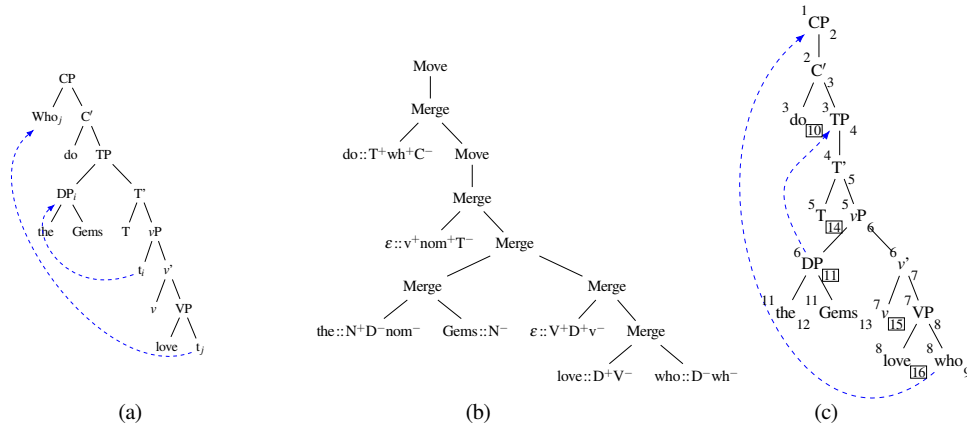 CP
Who_j C′
do TP
DP_i T'
the Gems T vP
t_i v'
v VP
love t_j
(a)
Move
Merge
do::T⁺wh⁺C⁻ Move
Merge
ε::v⁺nom⁺T⁻ Merge
Merge Merge
the::N⁺D⁻nom⁻ Gems::N⁻ ε::V⁺D⁺v⁻ Merge
love::D⁺V⁻ who::D⁻wh⁻
(b)
1 CP 2
2 C′ 3
3 do 10 3 TP 4
4 T' 5
5 T 14 5 vP 6
6 DP 11 6 v' 7
11 the 12 11 Gems 13 7 v 15 7 VP 8
8 love 16 8 who 9
(c)